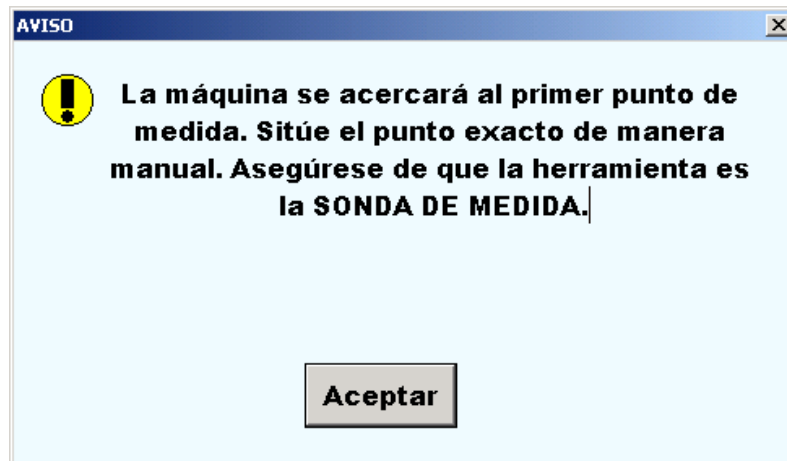 AVISO
La máquina se acercará al primer punto de
medida. Sitúe el punto exacto de manera
manual. Asegúrese de que la herramienta es
la SONDA DE MEDIDA.
Aceptar